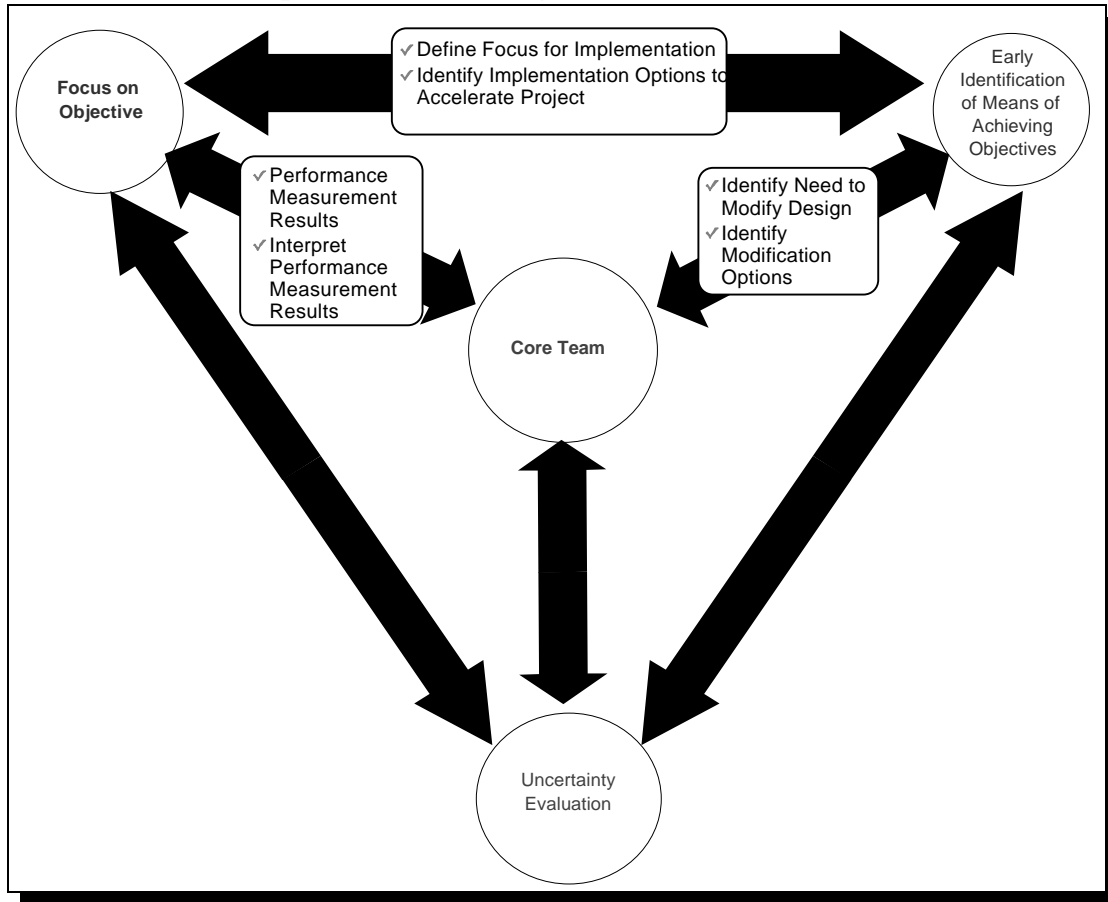 Focus on
Objective
✓ Define Focus for Implementation
✓ Identify Implementation Options to
Accelerate Project
Early
Identification
of Means of
Achieving
Objectives
✓ Performance
Measurement
Results
✓ Interpret
Performance
Measurement
Results
✓ Identify Need to
Modify Design
✓ Identify
Modification
Options
Core Team
Uncertainty
Evaluation